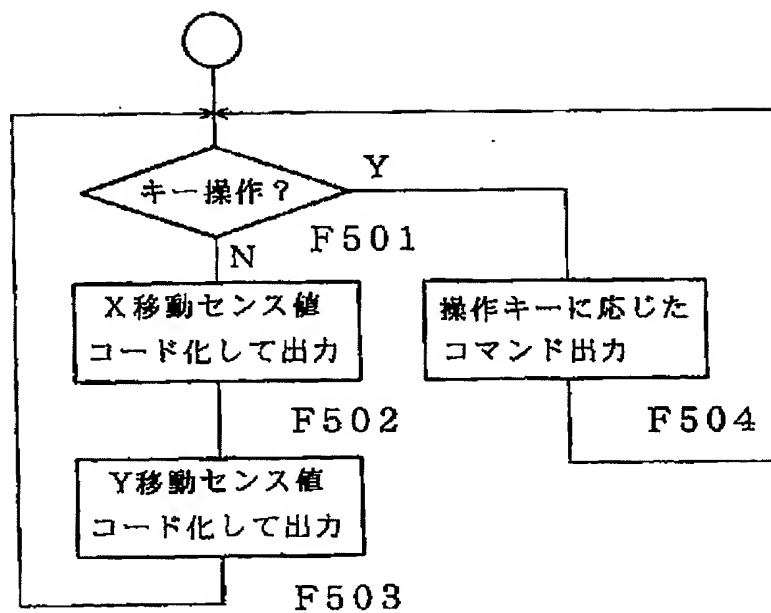 キー操作？
Y
F501
N
X移動センス値
コード化して出力
F502
Y移動センス値
コード化して出力
F503
操作キーに応じた
コマンド出力
F504